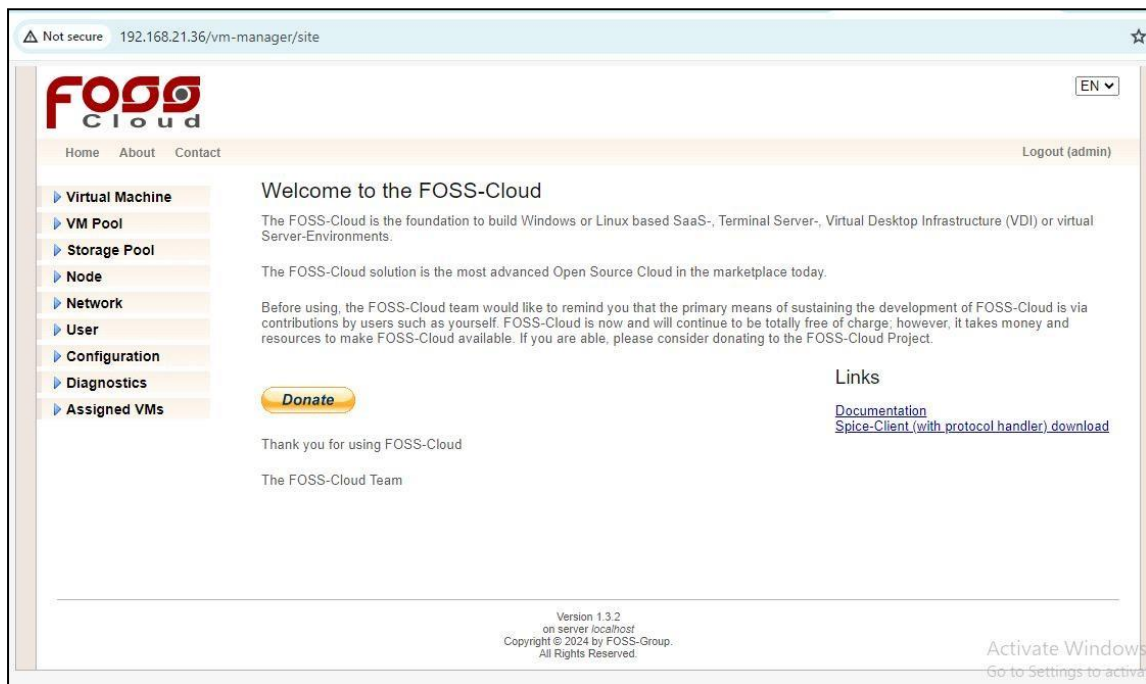 Not secure 192.168.21.36/vm-manager/site
FOSS
Cloud
EN
Home About Contact Logout (admin)
Virtual Machine
VM Pool
Storage Pool
Node
Network
User
Configuration
Diagnostics
Assigned VMs
Welcome to the FOSS-Cloud
The FOSS-Cloud is the foundation to build Windows or Linux based SaaS-, Terminal Server-, Virtual Desktop Infrastructure (VDI) or virtual
Server-Environments.
The FOSS-Cloud solution is the most advanced Open Source Cloud in the marketplace today.
Before using, the FOSS-Cloud team would like to remind you that the primary means of sustaining the development of FOSS-Cloud is via
contributions by users such as yourself. FOSS-Cloud is now and will continue to be totally free of charge; however, it takes money and
resources to make FOSS-Cloud available. If you are able, please consider donating to the FOSS-Cloud Project.
Donate
Thank you for using FOSS-Cloud
The FOSS-Cloud Team
Links
Documentation
Spice-Client (with protocol handler) download
Version 1.3.2
on server localhost
Copyright © 2024 by FOSS-Group.
All Rights Reserved.
Activate Windows
Go to Settings to activa